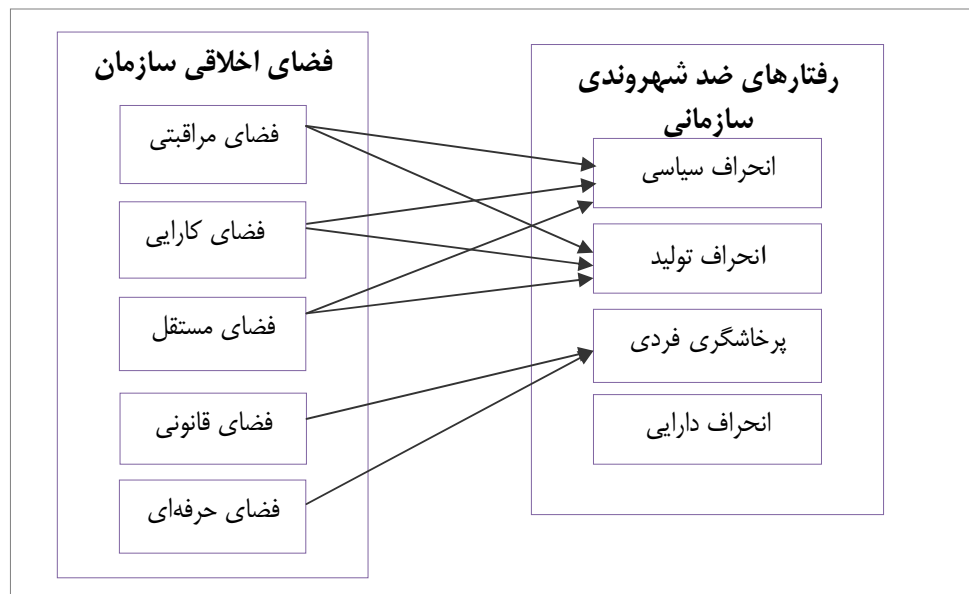 فضای اخلاقی سازمان
فضای مراقبتی
فضای کارایی
فضای مستقل
فضای قانونی
فضای حرفه‌ای
رفتارهای ضد شهروندی
سازمانی
انحراف سیاسی
انحراف تولید
پرخاشگری فردی
انحراف دارایی